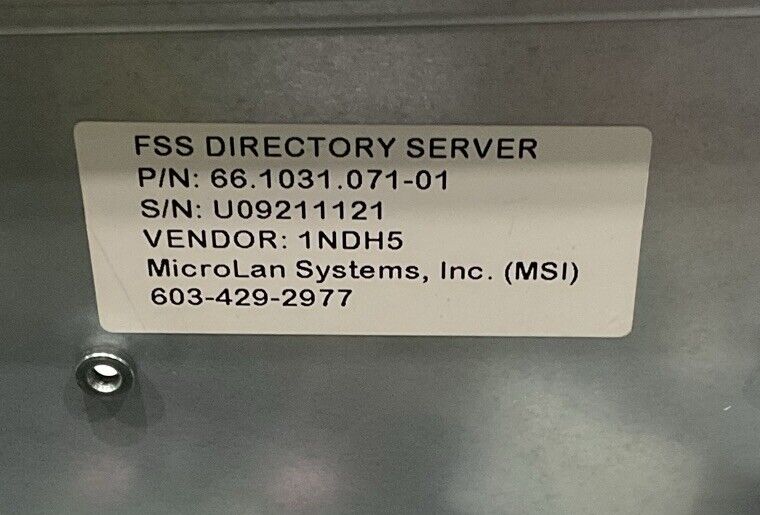 FSS DIRECTORY SERVER
P/N: 66.1031.071-01
S/N: U09211121
VENDOR: 1NDH5
MicroLan Systems, Inc. (MSI)
603-429-2977